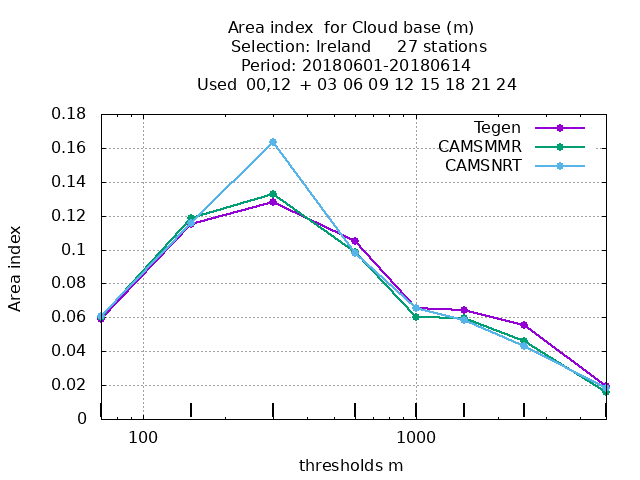 Area index  for Cloud base (m)
Selection: Ireland     27 stations
Period: 20180601-20180614
Used  00,12  + 03 06 09 12 15 18 21 24
Tegen
CAMSMMR
CAMSNRT
Area index
0.18
0.16
0.14
0.12
0.1
0.08
0.06
0.04
0.02
0
100
1000
thresholds m